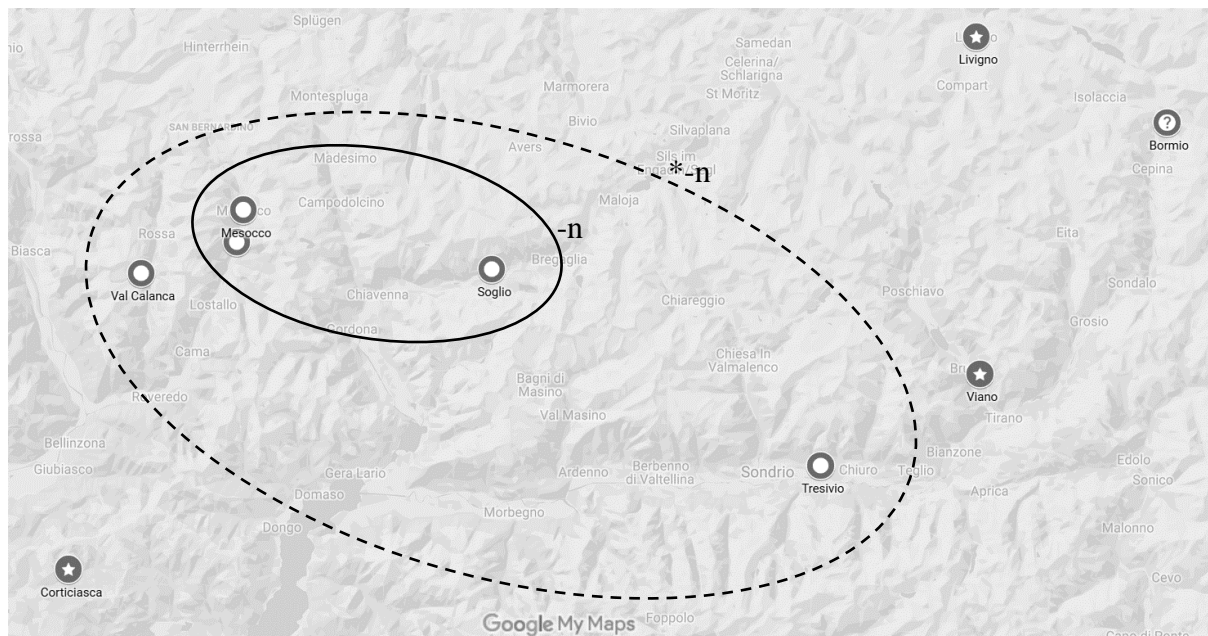 Splügen
Hinterrhein
Samedan
Celerina/
Schlarigna
St Moritz
Livigno
Compart
Isolaccia
Montespluga
Marmorera
Bivio
Silvaplana
SAN BERNARDINO
Avers
Madesimo
Sils im
*-n
Bormio
Cepina
Campodolcino
Maloja
Mesocco
-n
Rossa
Biasca
Bregaglia
Eita
Val Calanca
Lostallo
Chiavenna
Soglio
Chiareggio
Poschiavo
Sondalo
Gordona
Grosio
Cama
Chiesa In
Valmalenco
Bagni di
Masino
Viano
Roveredo
Val Masino
Tirano
Bellinzona
Giubiasco
Gera Lario
Ardenno
Berbenno
di Valtellina
Sondrio
Chiuro
Teglio
Bianzone
Edolo
Sonico
Tresivio
Aprica
Domaso
Morbegno
Dongo
Malonno
Corticiasca
Cevo
Google My Maps
Foppolo